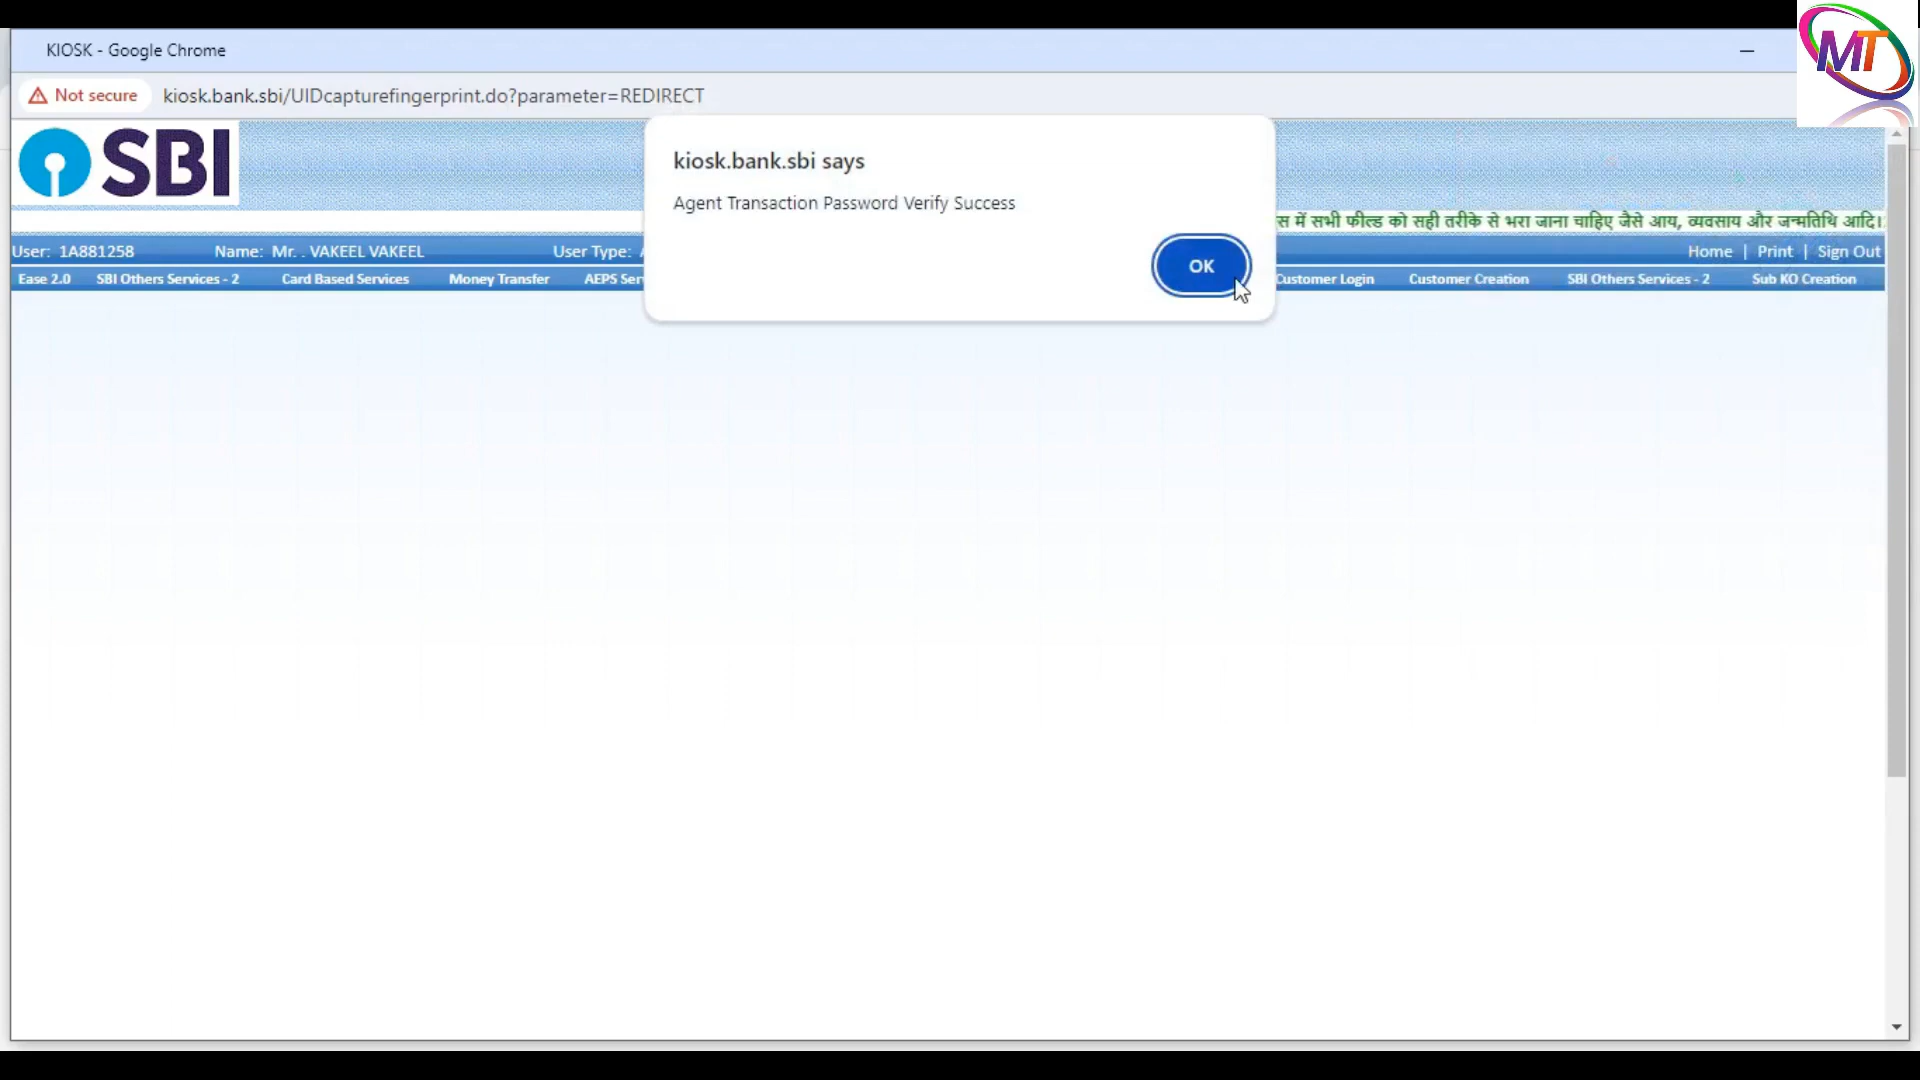 KIOSK - Google Chrome
MT
Not secure kiosk.bank.sbi/UIDcapturefingerprint.do?parameter=REDIRECT
SBI
kiosk.bank.sbi says
Agent Transaction Password Verify Success
OK
में सभी फील्ड को सही तरीके से भरा जाना चाहिए जैसे आय, व्यवसाय और जन्मतिथि आदि।
User: 1A881258 Name: Mr. . VAKEEL VAKEEL User Type: Home | Print | Sign Out
Ease 2.0 SBI Others Services - 2 Card Based Services Money Transfer AEPS Ser Customer Login Customer Creation SBI Others Services - 2 Sub KO Creation